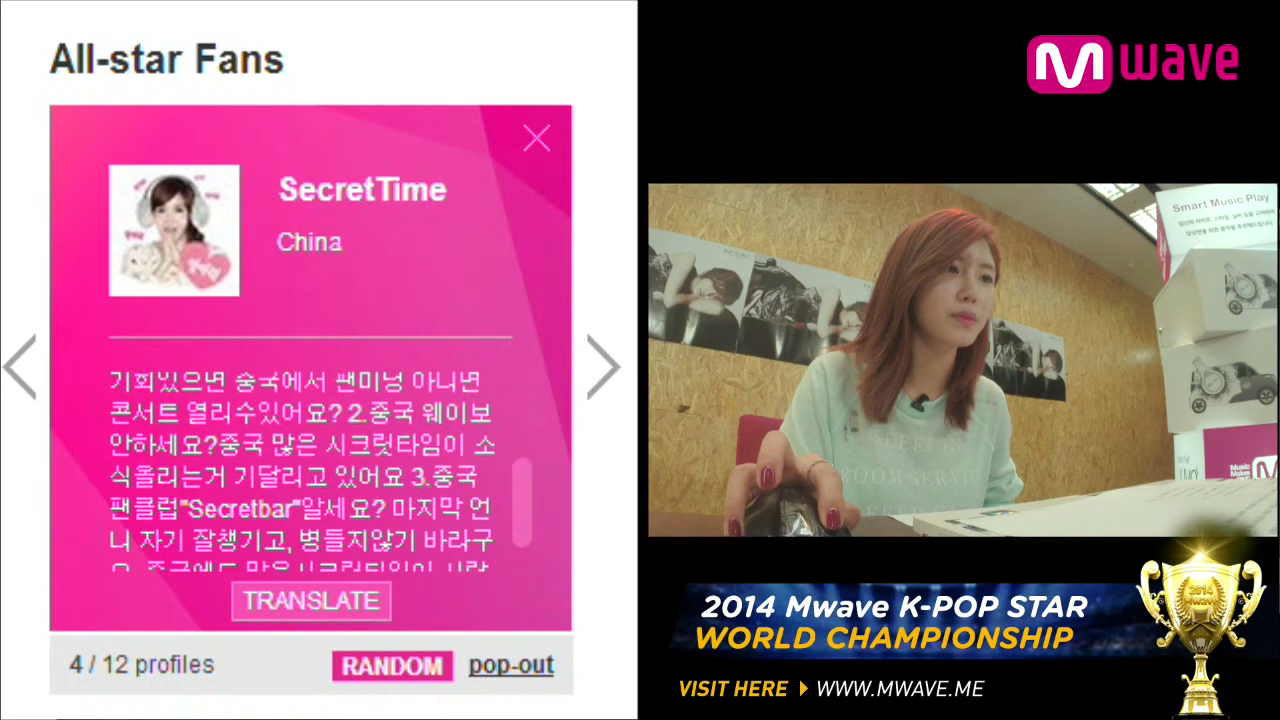 All-star Fans
SecretTime
China
기회있으면 중국에서 팬미닝 아니면
콘서트 열리수있어요? 2.중국 웨이보
안하세요?중국 많은 시크릿타임이 소
식올리는거 기달리고 있어요 3.중국
팬클럽"Secretbar"알세요? 마지막 언
니 자기 잘챙기고, 병들지않기 바라구
TRANSLATE
4 / 12 profiles
RANDOM
pop-out
Mwave
Smart Music Play
ROOM SERVICE
2014 Mwave K-POP STAR
WORLD CHAMPIONSHIP
VISIT HERE
WWW.MWAVE.ME
2014